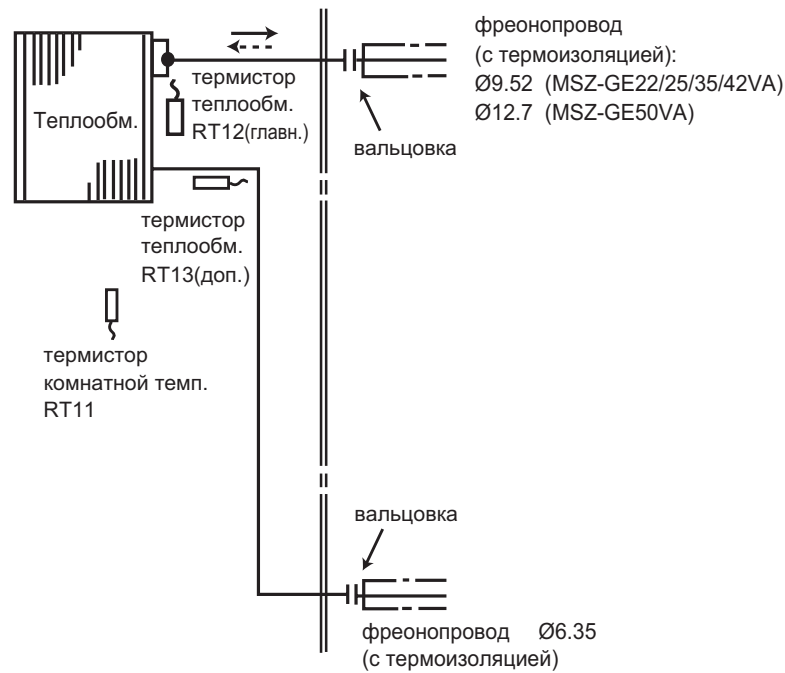 фреонопровод
(с термоизоляцией):
Ø9.52 (MSZ-GE22/25/35/42VA)
Ø12.7 (MSZ-GE50VA)
термистор
теплообм.
RT12(главн.)
Теплообм.
вальцовка
термистор
теплообм.
RT13(доп.)
термистор
комнатной темп.
RT11
вальцовка
фреонопровод Ø6.35
(с термоизоляцией)